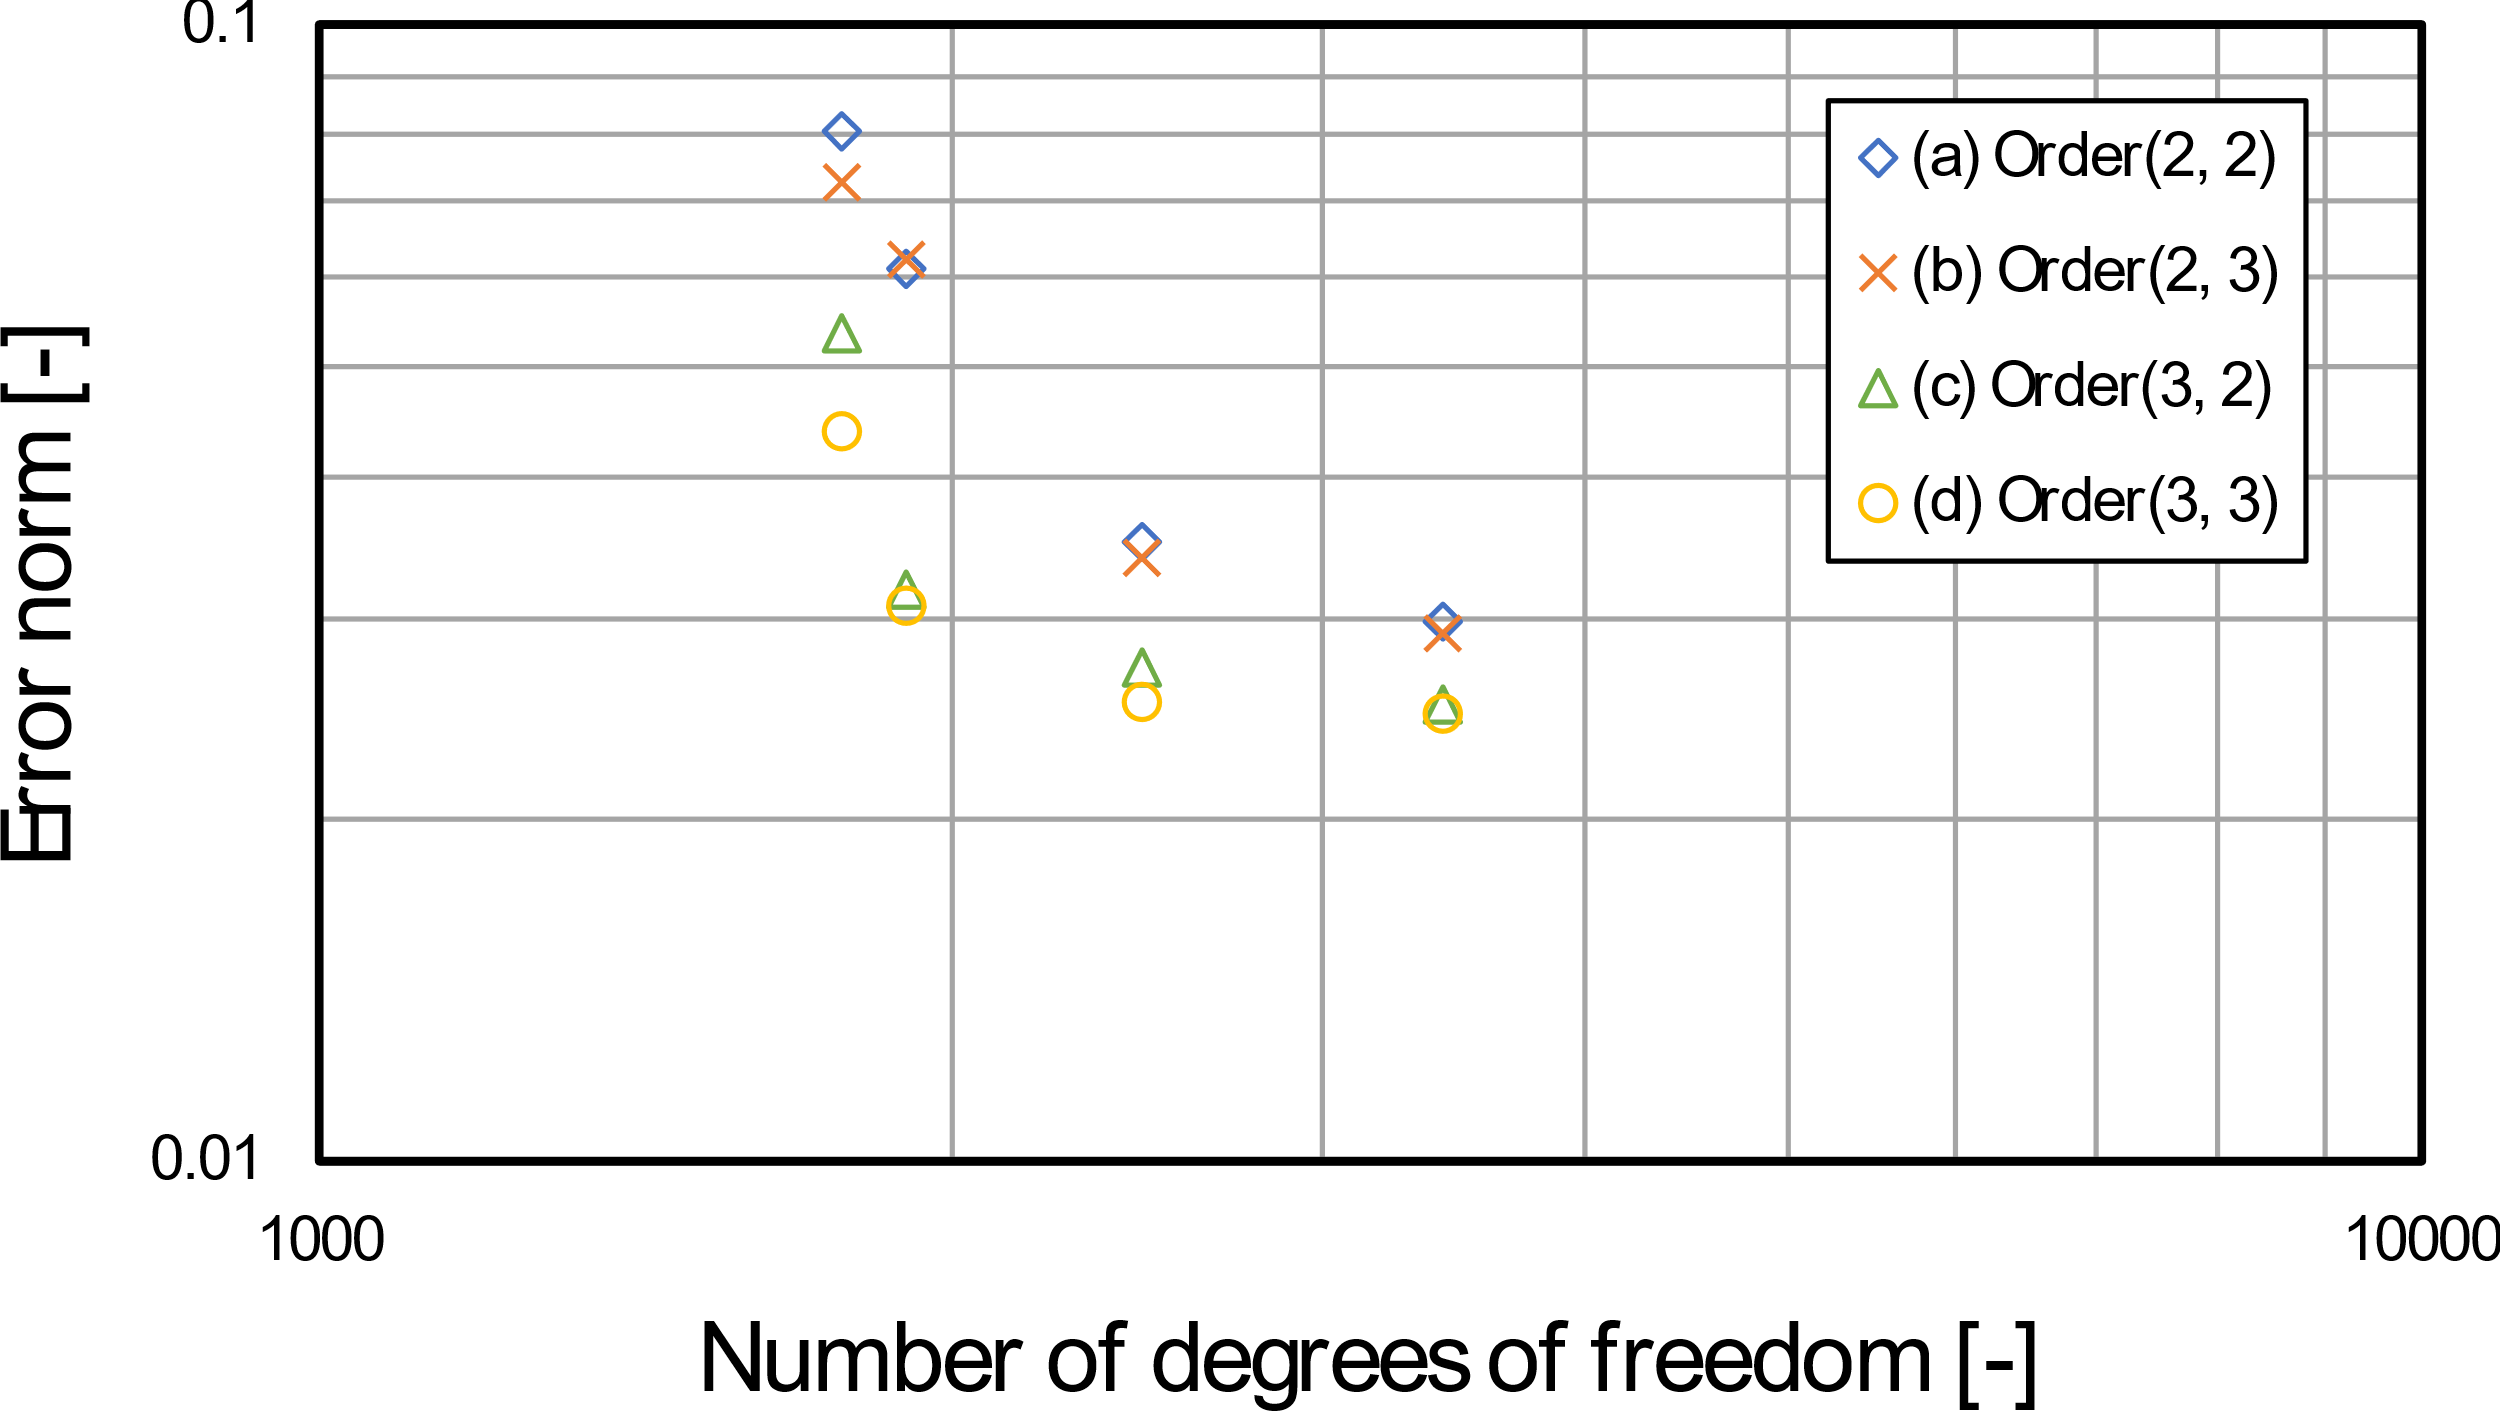 0.1
(a) Order(2, 2)
(b) Order(2, 3)
(c) Order(3, 2)
(d) Order(3, 3)
Error norm [-]
0.01
1000
10000
Number of degrees of freedom [-]